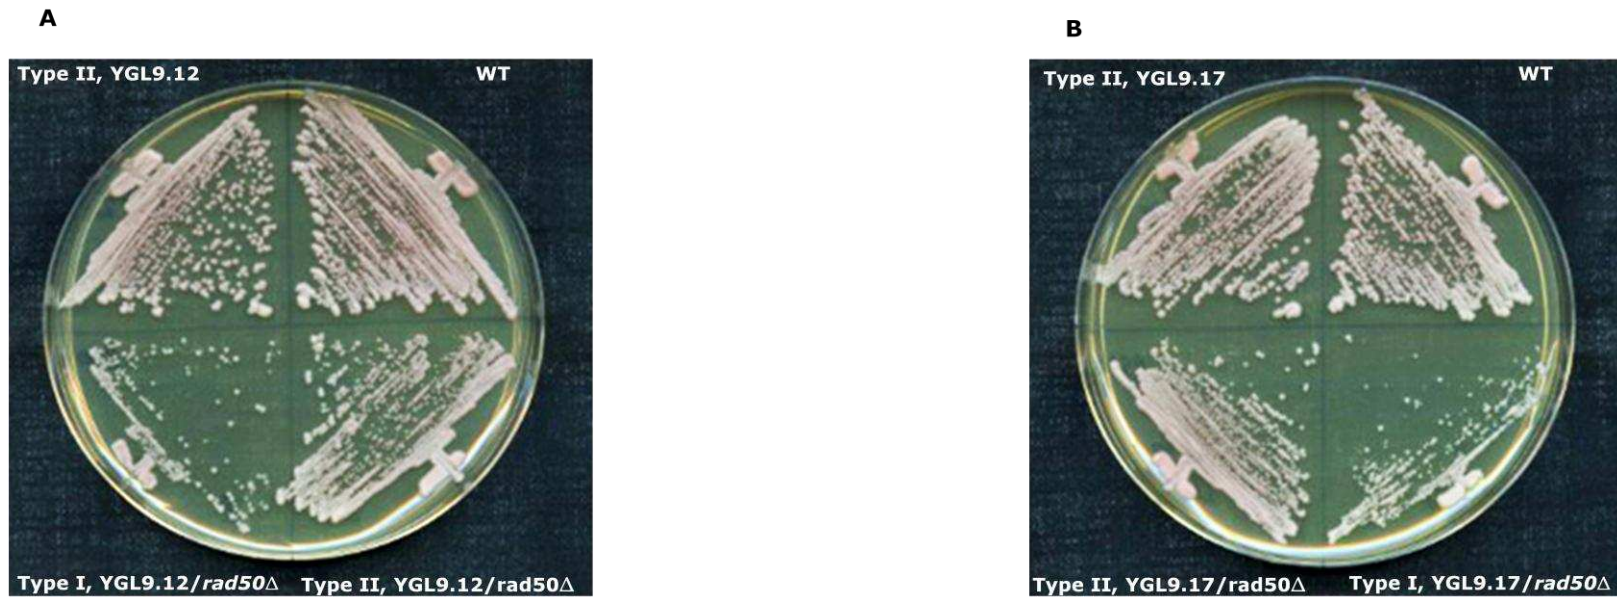 A
B
Type II, YGL9.12
WT
Type II, YGL9.17
WT
Type I, YGL9.12/rad50Δ
Type II, YGL9.12/rad50Δ
Type II, YGL9.17/rad50Δ
Type I, YGL9.17/rad50Δ